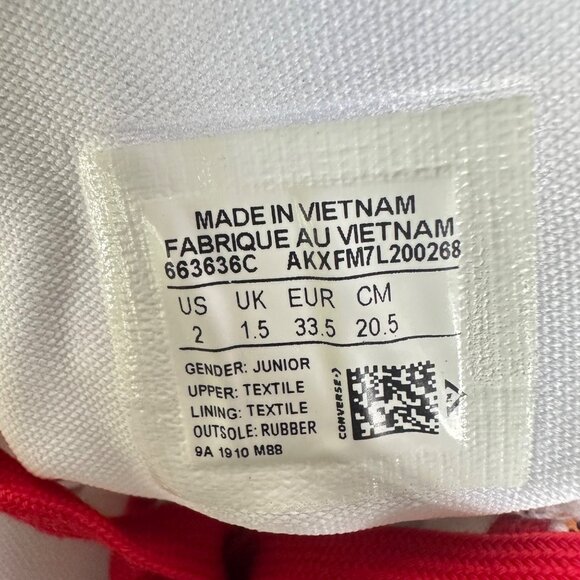 MADE IN VIETNAM
FABRIQUE AU VIETNAM
663636C AKXFM7L200268
US UK EUR CM
2 1.5 33.5 20.5
GENDER: JUNIOR
UPPER: TEXTILE
LINING: TEXTILE
OUTSOLE: RUBBER
9A 1910 M88
CONVERSE